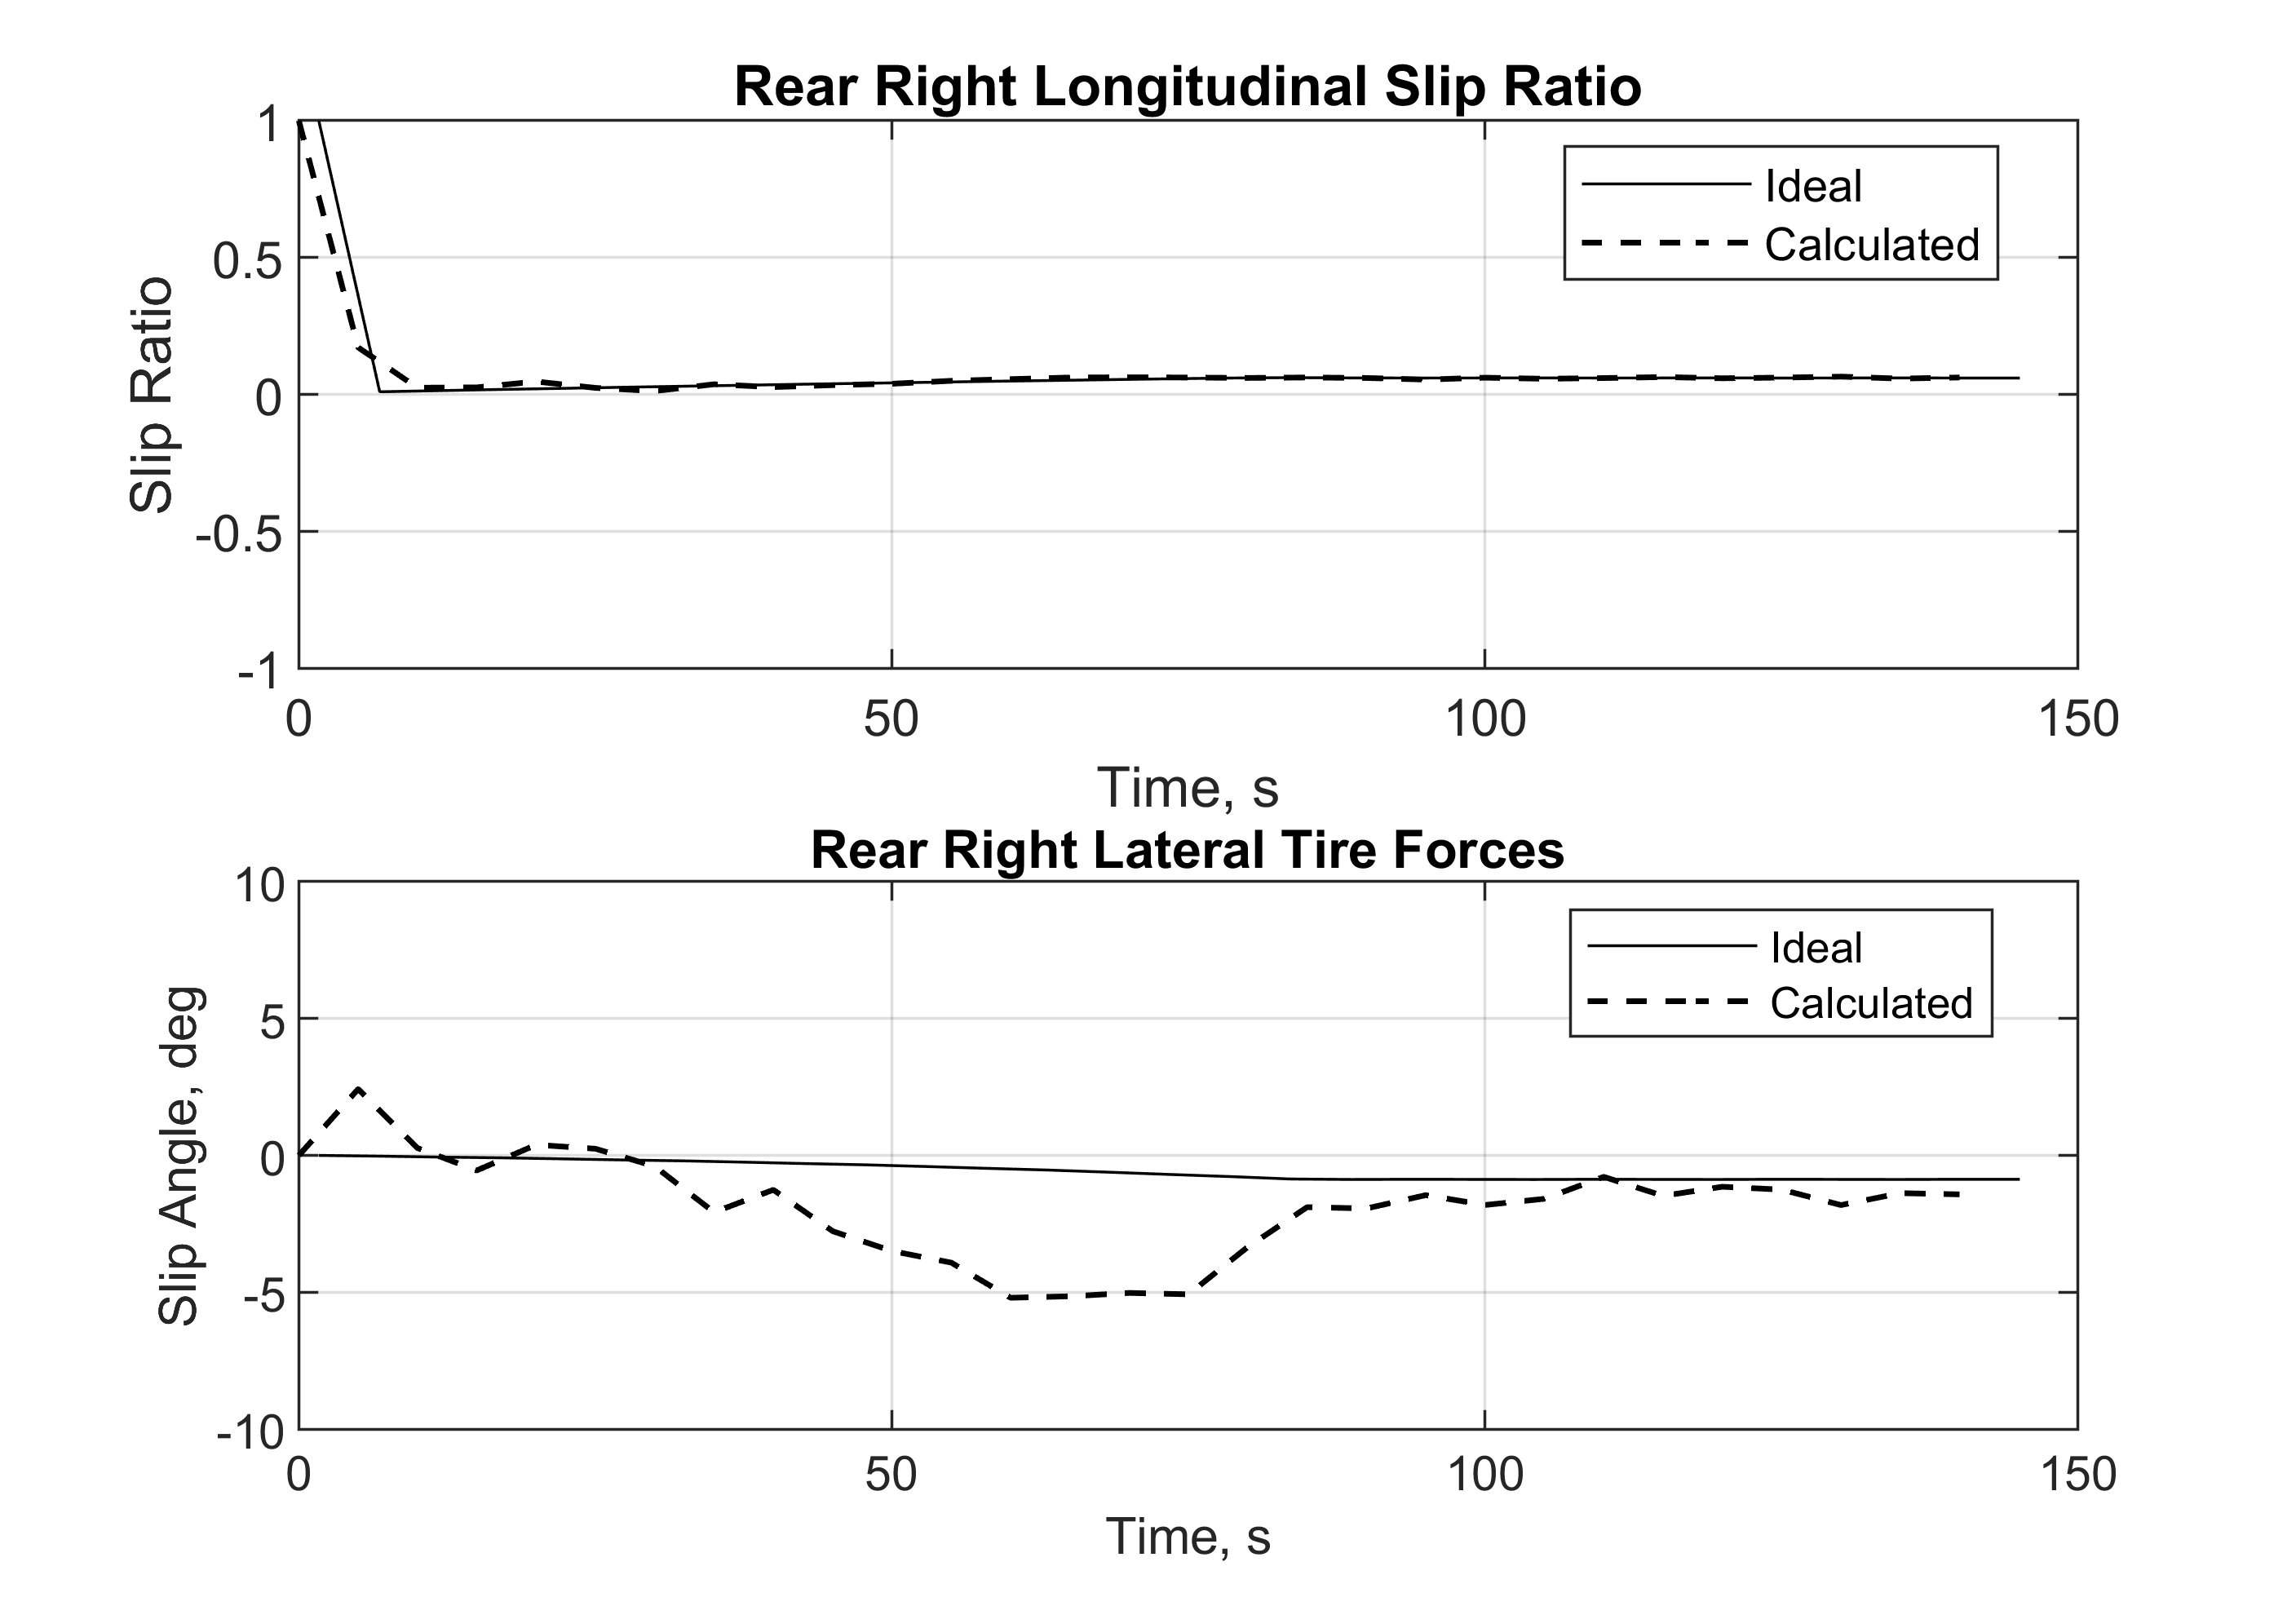 Rear Right Longitudinal Slip Ratio
1
0.5
0
-0.5
-1
Slip Ratio
Ideal
Calculated
0 50 100 150
Time, s
Rear Right Lateral Tire Forces
10
5
0
-5
-10
Slip Angle, deg
Ideal
Calculated
0 50 100 150
Time, s